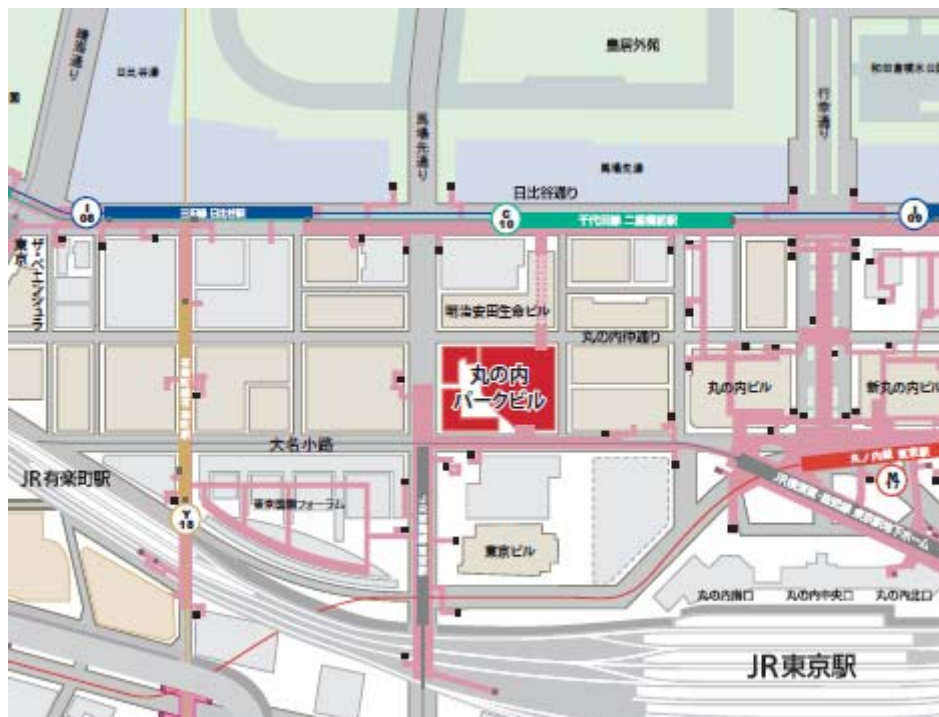 晴海通り
日比谷濠
皇居外苑
和田倉噴水公
園
馬場先通り
行幸通り
馬場先濠
日比谷通り
I
08
三田線 日比谷駅
C
10
千代田線 二重橋前駅
I
09
ザ・ペニンシュラ
東京
明治安田生命ビル
丸の内仲通り
丸の内
パークビル
丸の内ビル
新丸の内ビル
大名小路
JR有楽町駅
丸ノ内線 東京駅
M
17
東京国際フォーラム
Y
18
東京ビル
丸の内南口
丸の内中央口
丸の内北口
JR東京駅